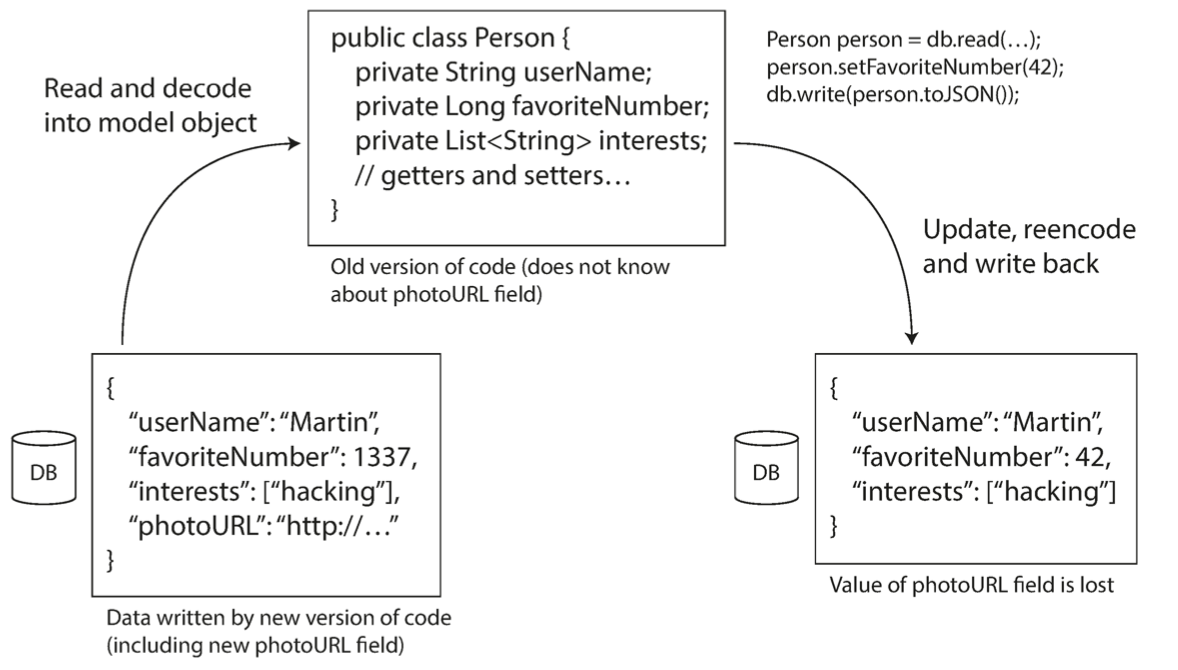 Read and decode
into model object
public class Person {
private String userName;
private Long favoriteNumber;
private List<String> interests;
// getters and setters…
}
Old version of code (does not know
about photoURL field)
Person person = db.read(…);
person.setFavoriteNumber(42);
db.write(person.toJSON());
Update, reencode
and write back
DB
{
“userName”: “Martin”,
“favoriteNumber”: 1337,
“interests”: [“hacking”],
“photoURL”: “http://…”
}
Data written by new version of code
(including new photoURL field)
DB
{
“userName”: “Martin”,
“favoriteNumber”: 42,
“interests”: [“hacking”]
}
Value of photoURL field is lost